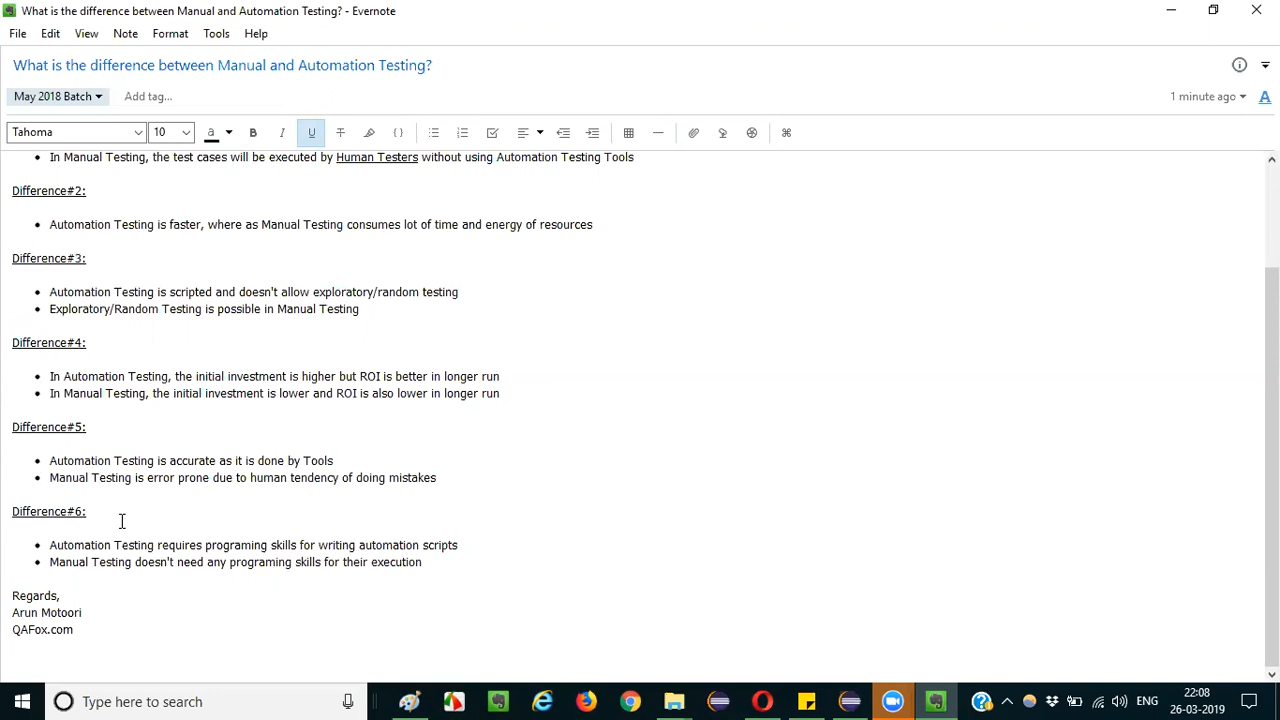 What is the difference between Manual and Automation Testing? - Evernote
File Edit View Note Format Tools Help
What is the difference between Manual and Automation Testing?
May 2018 Batch Add tag... 1 minute ago
Tahoma 10
In Manual Testing, the test cases will be executed by Human Testers without using Automation Testing Tools
Difference#2:
Automation Testing is faster, where as Manual Testing consumes lot of time and energy of resources
Difference#3:
Automation Testing is scripted and doesn't allow exploratory/random testing
Exploratory/Random Testing is possible in Manual Testing
Difference#4:
In Automation Testing, the initial investment is higher but ROI is better in longer run
In Manual Testing, the initial investment is lower and ROI is also lower in longer run
Difference#5:
Automation Testing is accurate as it is done by Tools
Manual Testing is error prone due to human tendency of doing mistakes
Difference#6:
Automation Testing requires programing skills for writing automation scripts
Manual Testing doesn't need any programing skills for their execution
Regards,
Arun Motoori
QAFox.com
Type here to search
ENG
22:08
26-03-2019